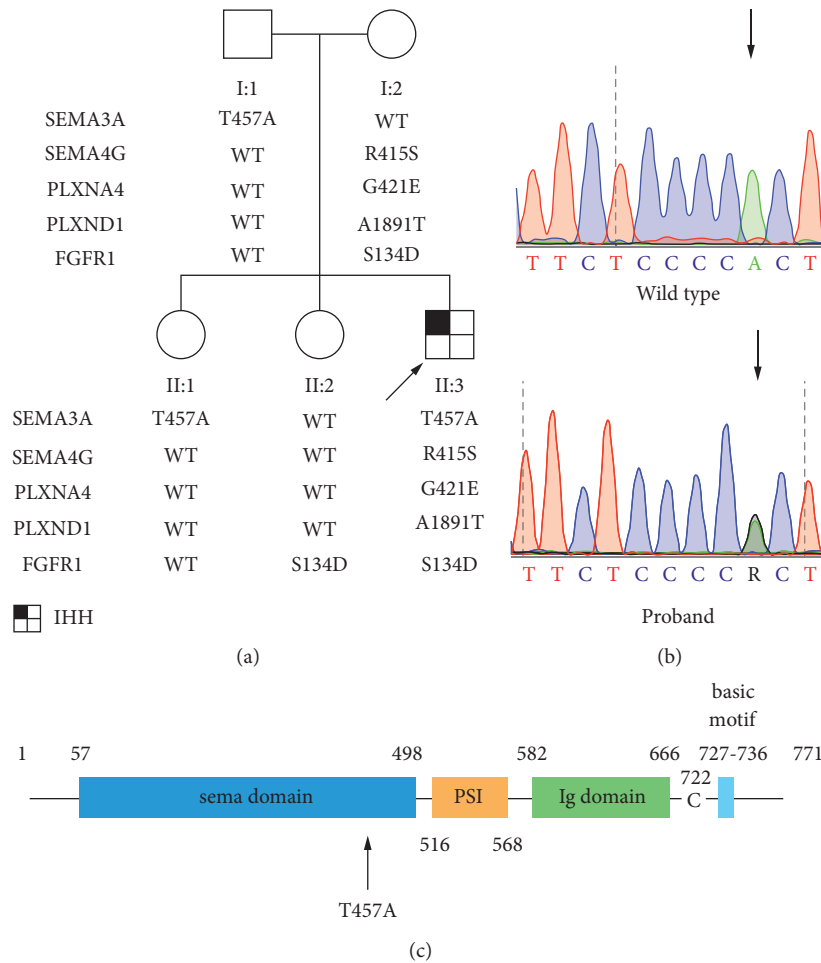 I:1 I:2
SEMA3A T457A WT
SEMA4G WT R415S
PLXNA4 WT G421E
PLXND1 WT A1891T
FGFR1 WT S134D
II:1 II:2 II:3
SEMA3A T457A WT T457A
SEMA4G WT WT R415S
PLXNA4 WT WT G421E
PLXND1 WT WT A1891T
FGFR1 WT S134D S134D
IHH
(a)
T T C T C C C C A C T
Wild type
T T C T C C C C R C T
Proband
(b)
basic
motif
1 57 498 582 666 727-736 771
722
sema domain PSI Ig domain C
516 568
T457A
(c)